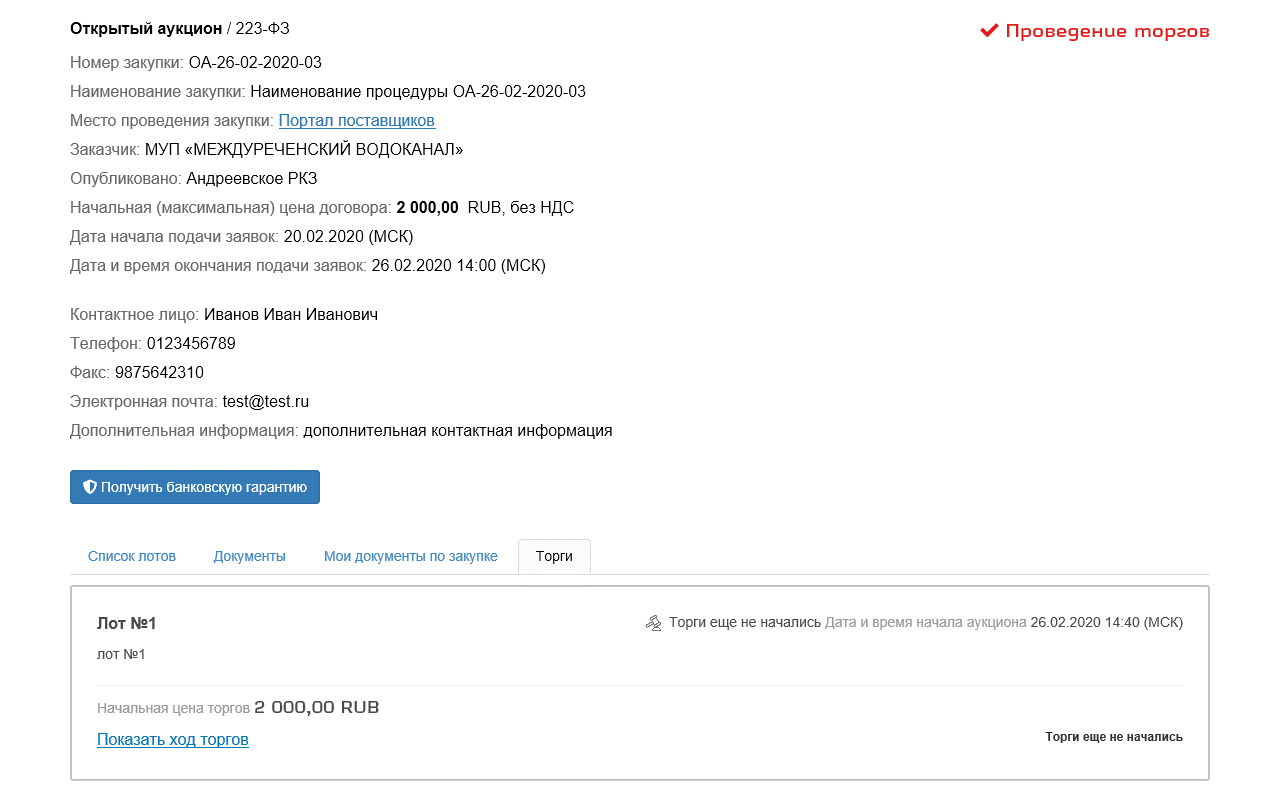 Открытый аукцион / 223-ФЗ
Проведение торгов
Номер закупки: ОА-26-02-2020-03
Наименование закупки: Наименование процедуры ОА-26-02-2020-03
Место проведения закупки: Портал поставщиков
Заказчик: МУП «МЕЖДУРЕЧЕНСКИЙ ВОДОКАНАЛ»
Опубликовано: Андреевское РКЗ
Начальная (максимальная) цена договора: 2 000,00 RUB, без НДС
Дата начала подачи заявок: 20.02.2020 (МСК)
Дата и время окончания подачи заявок: 26.02.2020 14:00 (МСК)
Контактное лицо: Иванов Иван Иванович
Телефон: 0123456789
Факс: 9875642310
Электронная почта: test@test.ru
Дополнительная информация: дополнительная контактная информация
Получить банковскую гарантию
Список лотов Документы Мои документы по закупке Торги
Лот №1
Торги еще не начались Дата и время начала аукциона 26.02.2020 14:40 (МСК)
лот №1
Начальная цена торгов 2 000,00 RUB
Показать ход торгов
Торги еще не начались